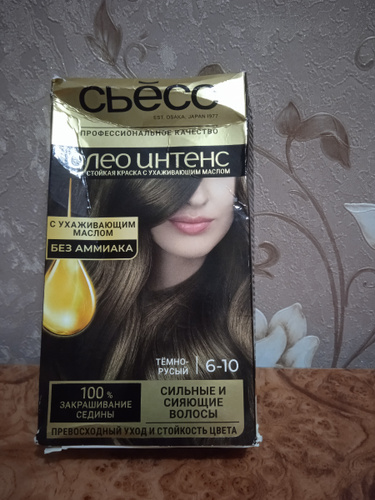 СЬЁСС
EST. OSAKA, JAPAN 1977
ПРОФЕССИОНАЛЬНОЕ КАЧЕСТВО
ОЛЕО ИНТЕНС
СТОЙКАЯ КРАСКА С УХАЖИВАЮЩИМ МАСЛОМ
С УХАЖИВАЮЩИМ
МАСЛОМ
БЕЗ АММИАКА
ТЁМНО-
РУСЫЙ
6-10
100%
ЗАКРАШИВАНИЕ
СЕДИНЫ
СИЛЬНЫЕ И
СИЯЮЩИЕ
ВОЛОСЫ
ПРЕВОСХОДНЫЙ УХОД И СТОЙКОСТЬ ЦВЕТА